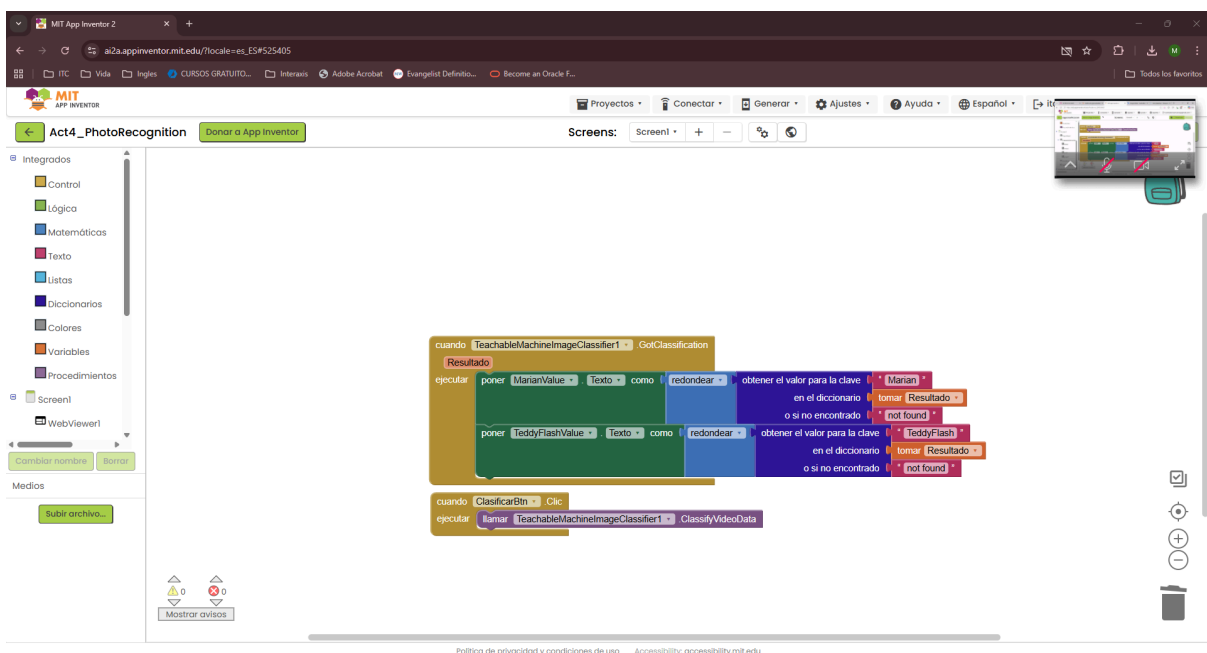 MIT App Inventor 2
ai2a.appinventor.mit.edu/?locale=es_ES#525405
ITC Vida Ingles CURSOS GRATUITO... Interaxis Adobe Acrobat Evangelist Definitio... Become an Oracle F... Todos los favoritos
MIT
APP INVENTOR
Proyectos Conectar Generar Ajustes Ayuda Español
Act4_PhotoRecognition Donar a App Inventor Screens: Screen1
Integrados
Control
Lógica
Matemáticas
Texto
Listas
Diccionarios
Colores
Variables
Procedimientos
Screen1
WebViewer1
Cambiar nombre Borrar
Medios
Subir archivo...
cuando TeachableMachineImageClassifier1 .GotClassification
Resultado
ejecutar poner MarianValue . Texto como redondear obtener el valor para la clave " Marian "
en el diccionario tomar Resultado
o si no encontrado " not found "
poner TeddyFlashValue . Texto como redondear obtener el valor para la clave " TeddyFlash "
en el diccionario tomar Resultado
o si no encontrado " not found "
cuando ClasificarBtn .Clic
ejecutar llamar TeachableMachineImageClassifier1 .ClassifyVideoData
0 0
Mostrar avisos
Política de privacidad y condiciones de uso Accessibility: accessibility.mit.edu